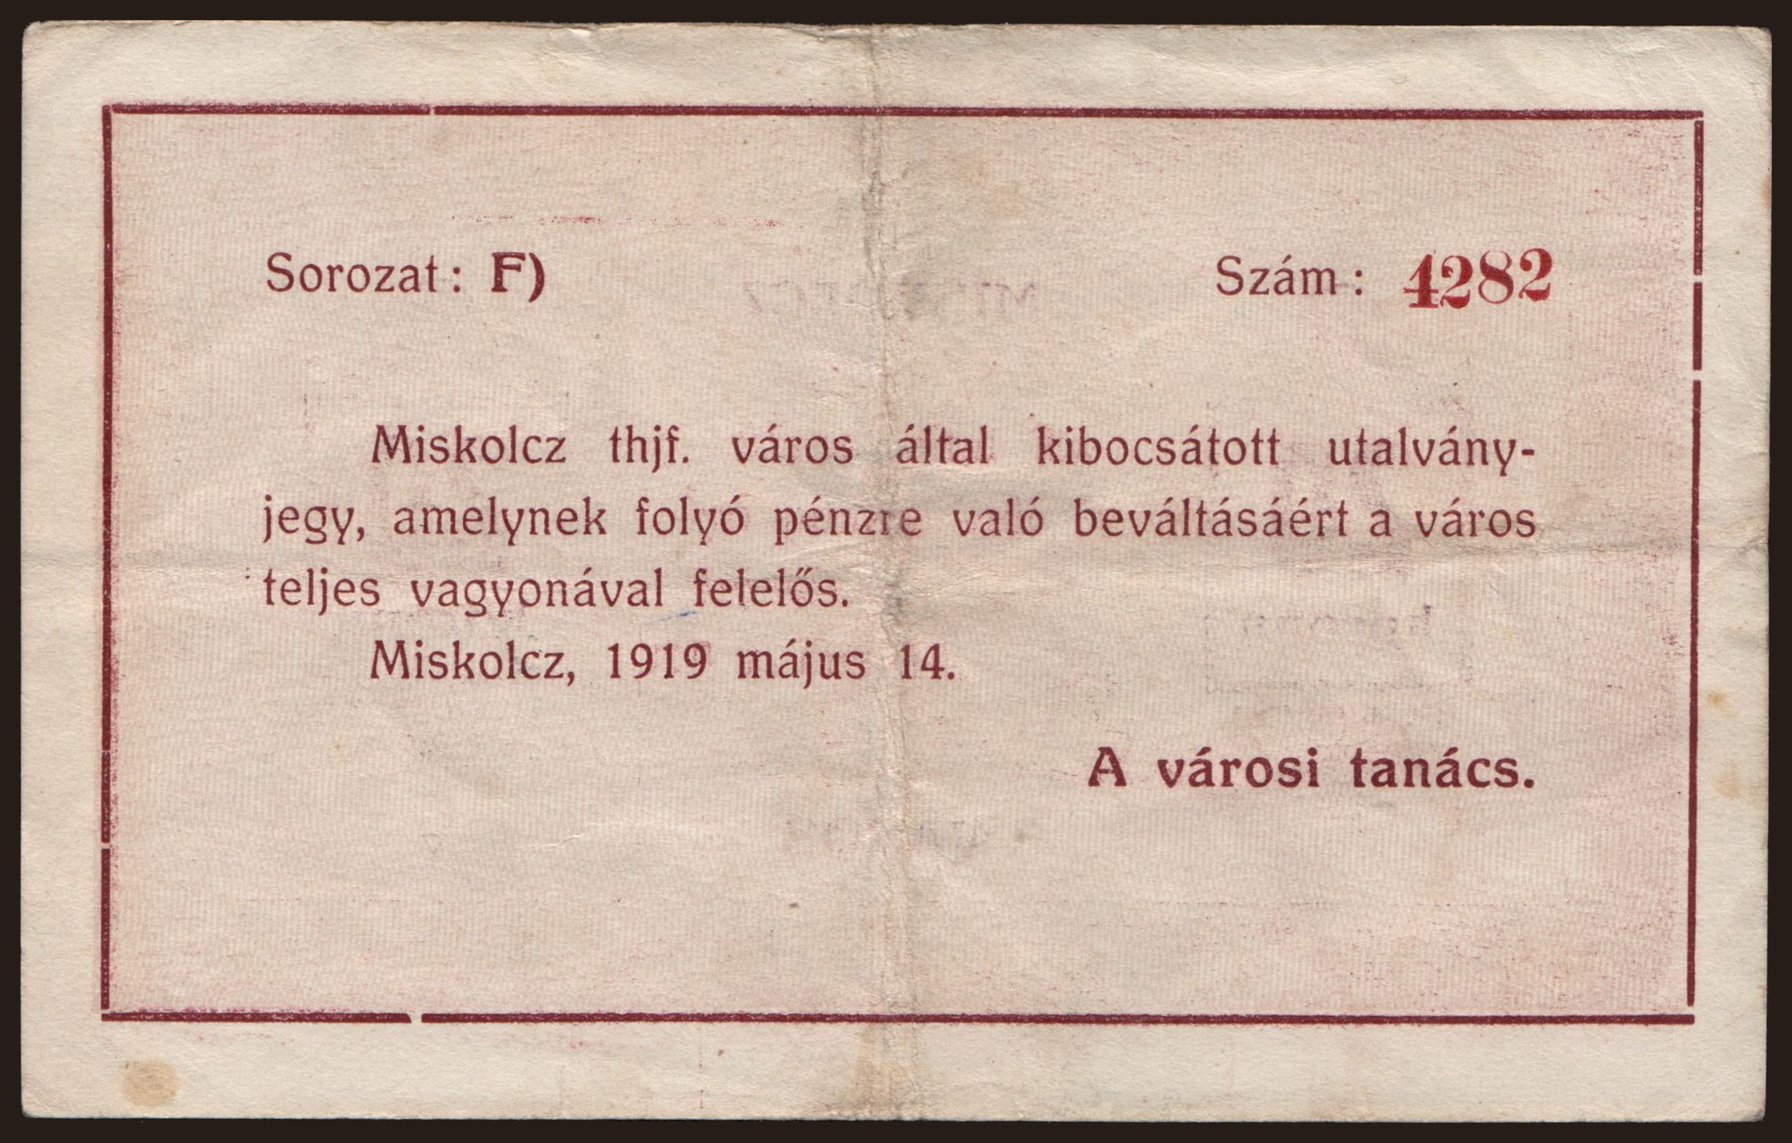 Sorozat: F) Szám: 4282
Miskolcz thjf. város által kibocsátott utalvány-
jegy, amelynek folyó pénzre való beváltásáért a város
teljes vagyonával felelős.
Miskolcz, 1919 május 14.
A városi tanács.